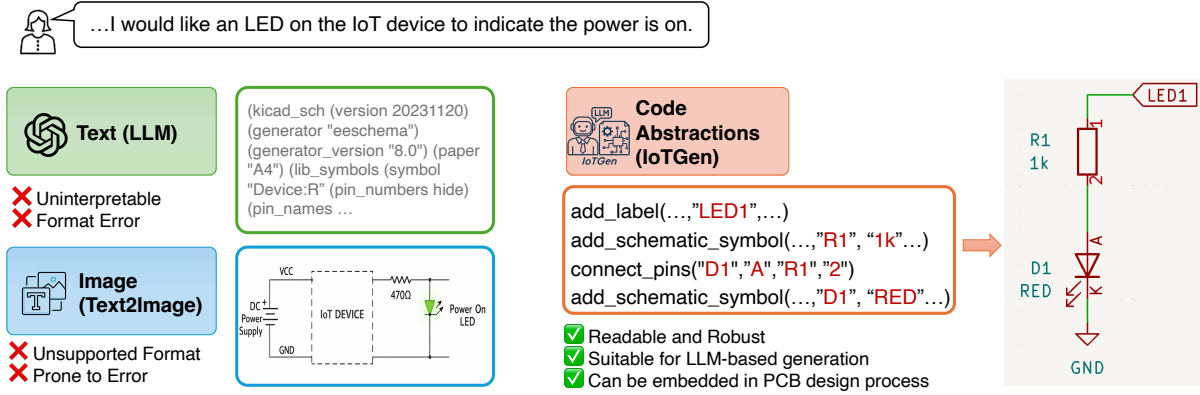 …I would like an LED on the IoT device to indicate the power is on.
Text (LLM)
❌ Uninterpretable
❌ Format Error
(kicad_sch (version 20231120)
(generator "eeschema")
(generator_version "8.0") (paper
"A4") (lib_symbols (symbol
"Device:R” (pin_numbers hide)
(pin_names …
Image
(Text2Image)
T
❌ Unsupported Format
❌ Prone to Error
VCC
DC
Power
Supply
+
IoT DEVICE
470Ω
Power On
LED
GND
LLM
IoTGen
Code
Abstractions
(IoTGen)
add_label(…,”LED1”,…)
add_schematic_symbol(…,”R1”, “1k”…)
connect_pins("D1",”A”,”R1”,”2”)
add_schematic_symbol(…,”D1”, “RED”…)
✅ Readable and Robust
✅ Suitable for LLM-based generation
✅ Can be embedded in PCB design process
LED1
R1
1k
1
2
D1
RED
A
K
GND